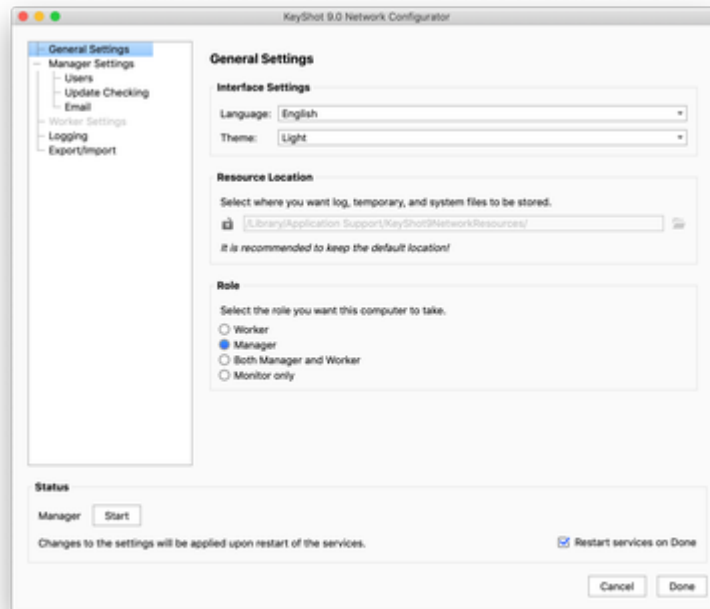 KeyShot 9.0 Network Configurator
General Settings
Manager Settings
Users
Update Checking
Email
Worker Settings
Logging
Export/Import
General Settings
Interface Settings
Language: English
Theme: Light
Resource Location
Select where you want log, temporary, and system files to be stored.
/Library/Application Support/KeyShot9NetworkResources/
It is recommended to keep the default location!
Role
Select the role you want this computer to take.
Worker
Manager
Both Manager and Worker
Monitor only
Status
Manager Start
Changes to the settings will be applied upon restart of the services. Restart services on Done
Cancel Done